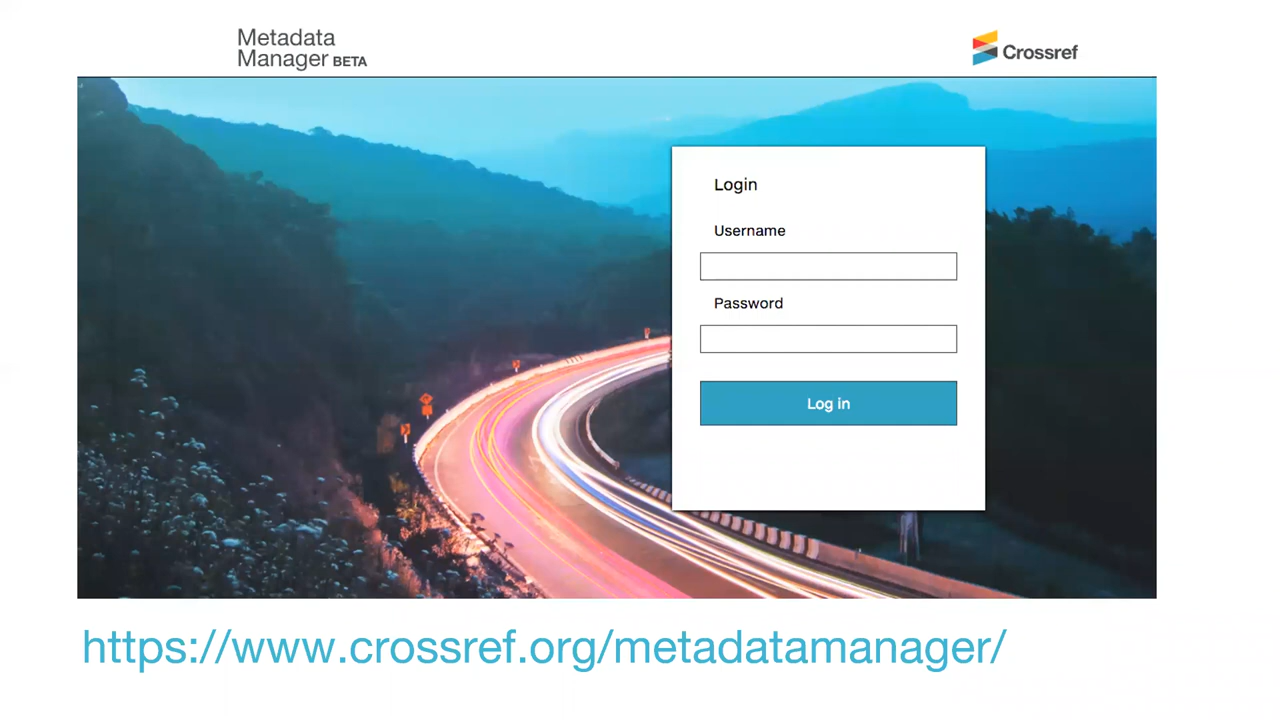 Metadata
Manager BETA
Crossref
Login
Username
Password
Log in
https://www.crossref.org/metadatamanager/